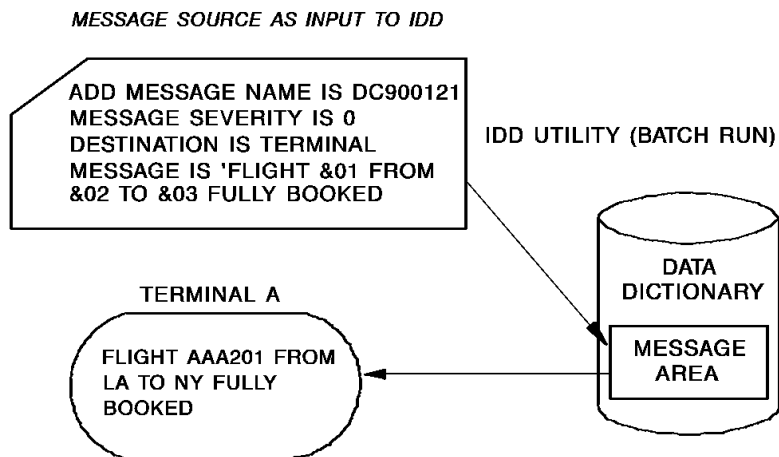 MESSAGE SOURCE AS INPUT TO IDD
ADD MESSAGE NAME IS DC900121
MESSAGE SEVERITY IS 0
DESTINATION IS TERMINAL
MESSAGE IS 'FLIGHT &01 FROM
&02 TO &03 FULLY BOOKED
IDD UTILITY (BATCH RUN)
DATA
DICTIONARY
MESSAGE
AREA
TERMINAL A
FLIGHT AAA201 FROM
LA TO NY FULLY
BOOKED